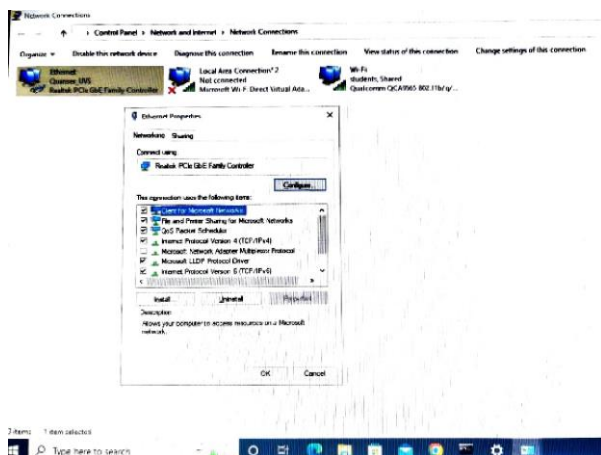 Network Connections
Control Panel › Network and Internet › Network Connections
Organize Disable this network device Diagnose this connection Rename this connection View status of this connection Change settings of this connection
Ethernet
Realtek PCIe GbE Family Controller
Local Area Connection* 2
Not connected
Microsoft Wi-Fi Direct Virtual Ada...
Wi-Fi
students, Shared
Qualcomm QCA9565 802.11b/g/...
Ethernet Properties
Networking Sharing
Connect using:
Realtek PCIe GbE Family Controller
Configure...
This connection uses the following items:
Client for Microsoft Networks
File and Printer Sharing for Microsoft Networks
QoS Packet Scheduler
Internet Protocol Version 4 (TCP/IPv4)
Microsoft Network Adapter Multiplexor Protocol
Microsoft LLDP Protocol Driver
Internet Protocol Version 6 (TCP/IPv6)
Install... Uninstall Properties
Description
Allows your computer to access resources on a Microsoft
network.
OK Cancel
items 1 item selected
Type here to search